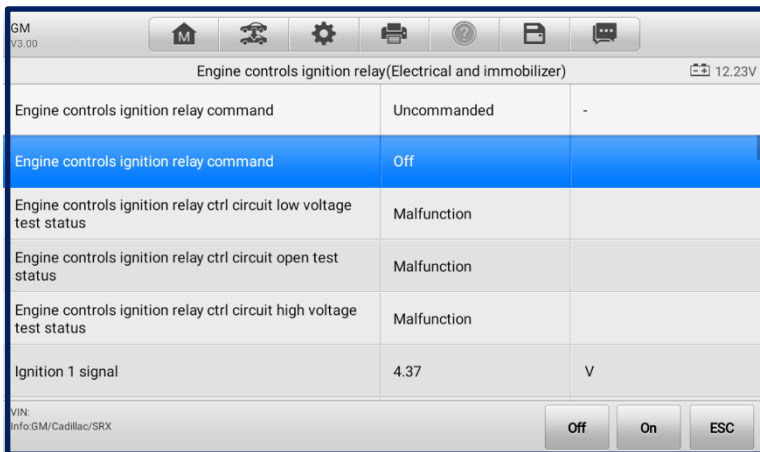 GM
V3.00
M
?
Engine controls ignition relay(Electrical and immobilizer)
12.23V
Engine controls ignition relay command Uncommanded -
Engine controls ignition relay command Off
Engine controls ignition relay ctrl circuit low voltage
test status
Malfunction
Engine controls ignition relay ctrl circuit open test
status
Malfunction
Engine controls ignition relay ctrl circuit high voltage
test status
Malfunction
Ignition 1 signal 4.37 V
VIN:
Info:GM/Cadillac/SRX
Off On ESC